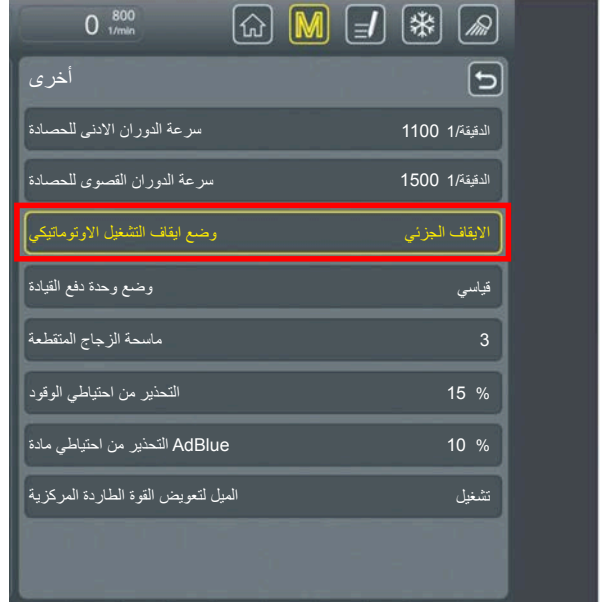 0 800 1/min
M
أخرى
سرعة الدوران الادنى للحصادة 1100 الدقيقة/1
سرعة الدوران القصوى للحصادة 1500 الدقيقة/1
وضع ايقاف التشغيل الاوتوماتيكي الايقاف الجزئي
وضع وحدة دفع القيادة قياسي
ماسحة الزجاج المتقطعة 3
التحذير من احتياطي الوقود 15 %
التحذير من احتياطي مادة AdBlue 10 %
الميل لتعويض القوة الطاردة المركزية تشغيل